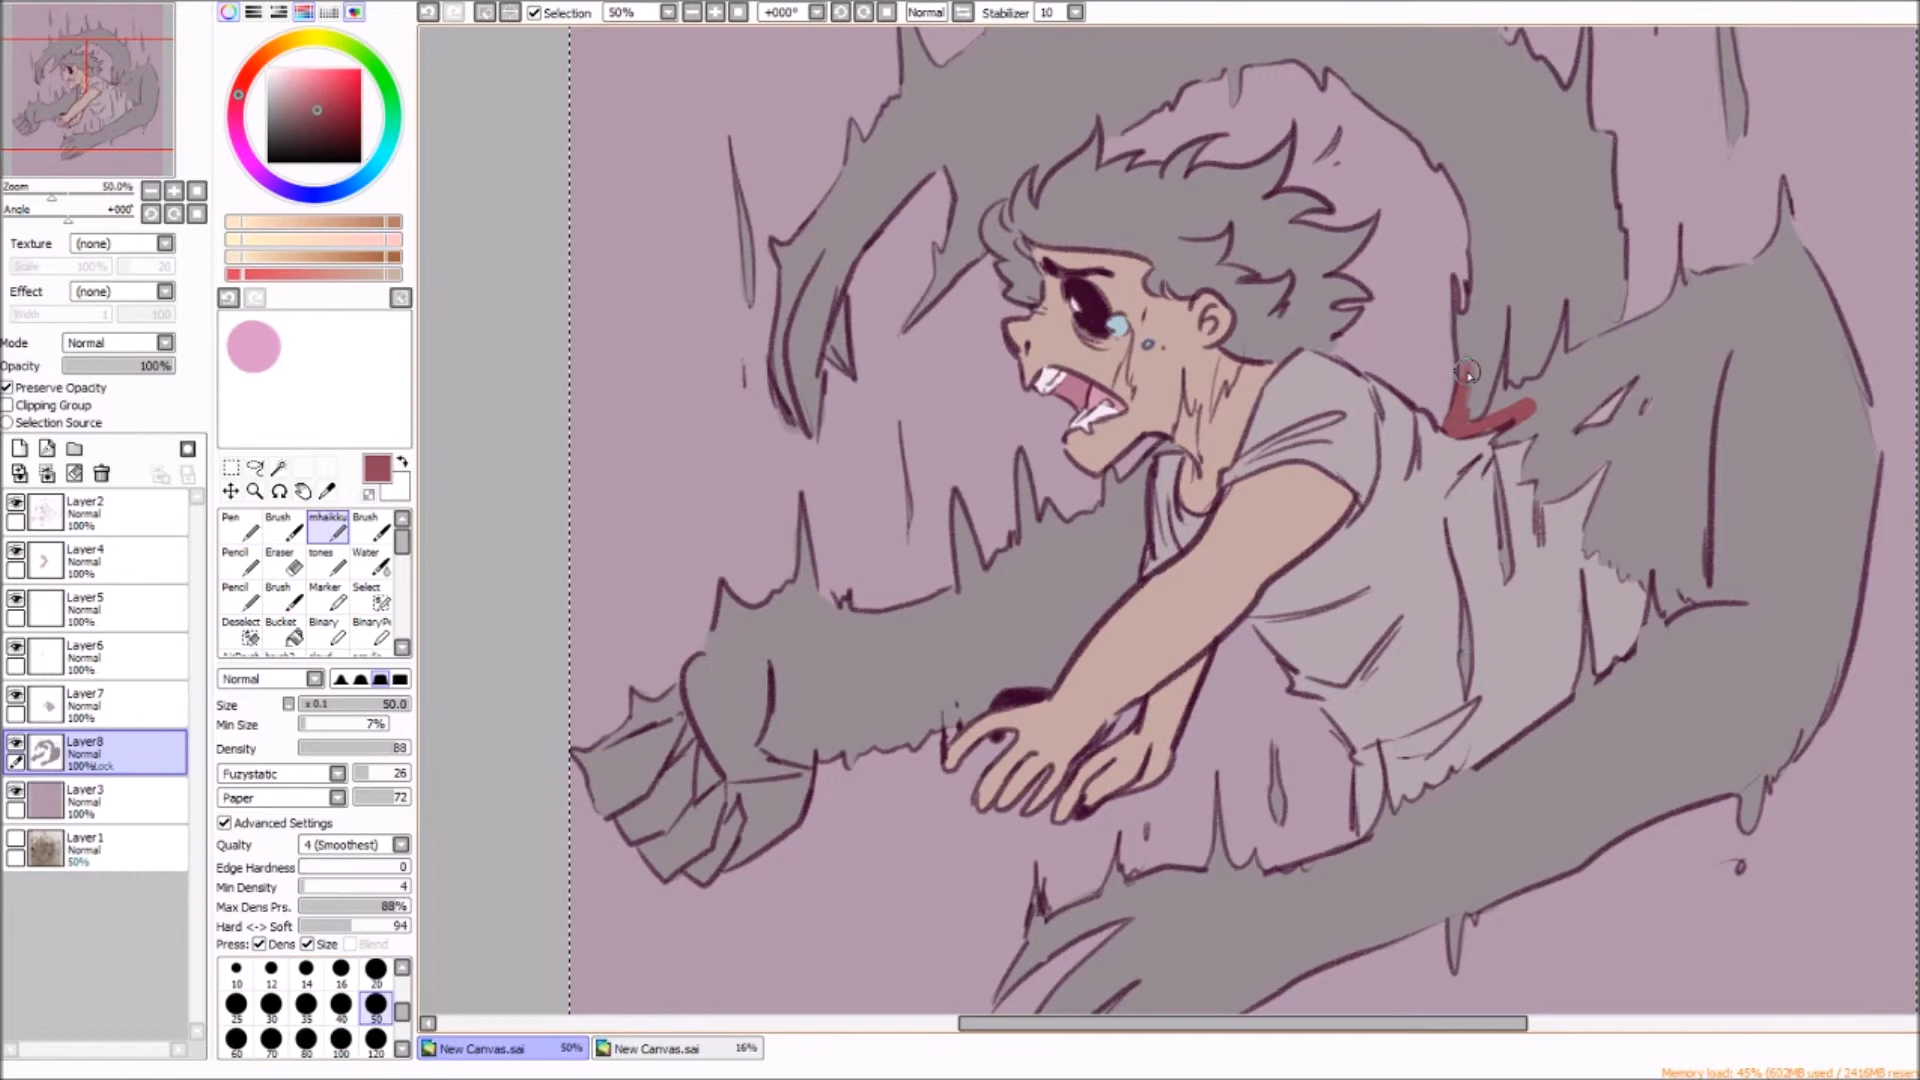 Selection 50% +000° Normal Stabilizer 10
Zoom 50.0%
Angle +000°
Texture (none)
Scale 100% 20
Effect (none)
Width 1 100
Mode Normal
Opacity 100%
Preserve Opacity
Clipping Group
Selection Source
Layer2
Normal
100%
Layer4
Normal
100%
Layer5
Normal
100%
Layer6
Normal
100%
Layer7
Normal
100%
Layer8
Normal
100%Lock
Layer3
Normal
100%
Layer1
Normal
50%
Pen Brush mhaikku Brush
Pencil Eraser tones Water
Pencil Brush Marker Select
Deselect Bucket Binary BinaryPe
Normal
Size x 0.1 50.0
Min Size 7%
Density 88
Fuzystatic 26
Paper 72
Advanced Settings
Qualty 4 (Smoothest)
Edge Hardness 0
Min Density 4
Max Dens Prs. 88%
Hard <-> Soft 94
Press: Dens Size Blend
10 12 14 16 20
25 30 35 40 50
60 70 80 100 120
New Canvas.sai 50% New Canvas.sai 16%
Memory load: 45% (602MB used / 2416MB reser